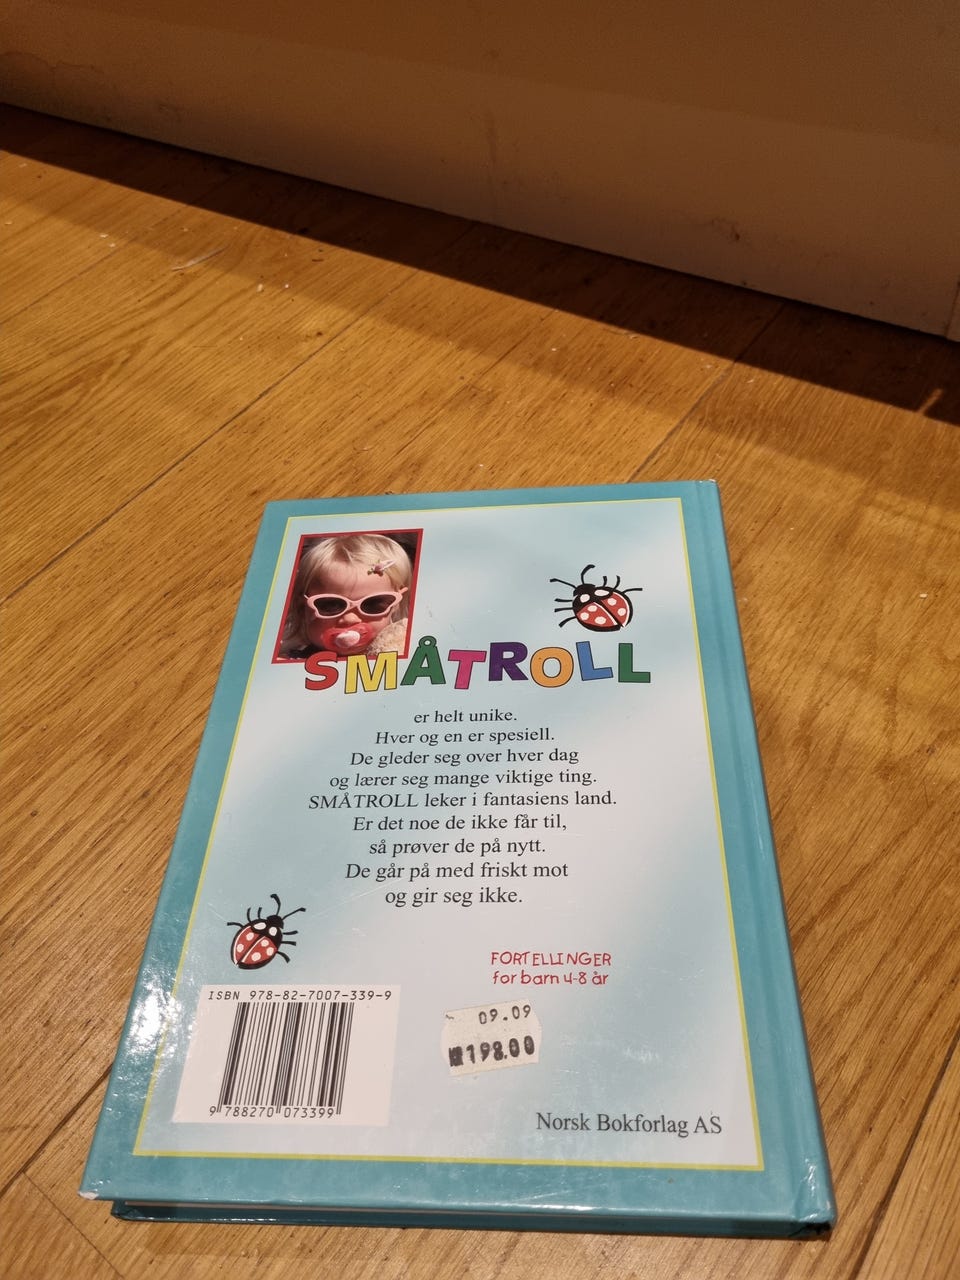 SMÅTROLL
er helt unike.
Hver og en er spesiell.
De gleder seg over hver dag
og lærer seg mange viktige ting.
SMÅTROLL leker i fantasiens land.
Er det noe de ikke får til,
så prøver de på nytt.
De går på med friskt mot
og gir seg ikke.
FORTELLINGER
for barn 4-8 år
ISBN 978-82-7007-339-9
9 788270 073399
09.09
198.00
Norsk Bokforlag AS